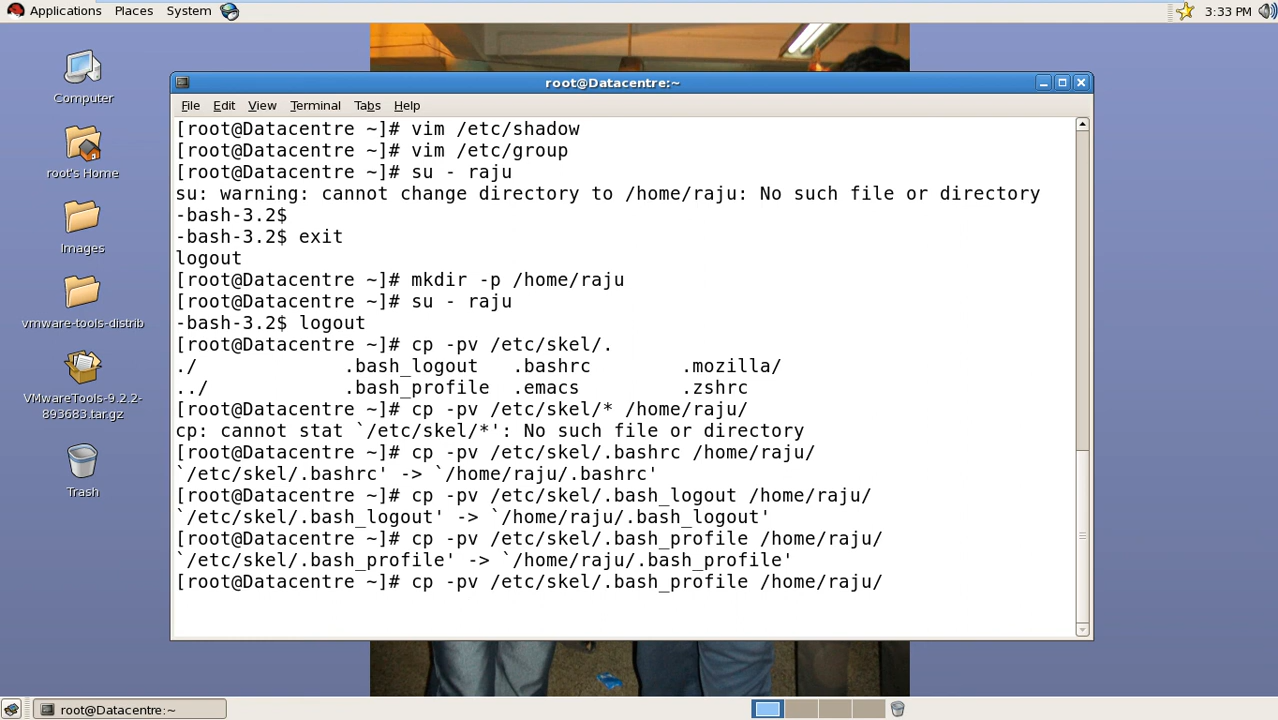 Applications Places System
3:33 PM
Computer
root's Home
Images
vmware-tools-distrib
VMwareTools-9.2.2-
893683.tar.gz
Trash
root@Datacentre:~
File Edit View Terminal Tabs Help
[root@Datacentre ~]# vim /etc/shadow
[root@Datacentre ~]# vim /etc/group
[root@Datacentre ~]# su - raju
su: warning: cannot change directory to /home/raju: No such file or directory
-bash-3.2$
-bash-3.2$ exit
logout
[root@Datacentre ~]# mkdir -p /home/raju
[root@Datacentre ~]# su - raju
-bash-3.2$ logout
[root@Datacentre ~]# cp -pv /etc/skel/.
./ .bash_logout .bashrc .mozilla/
../ .bash_profile .emacs .zshrc
[root@Datacentre ~]# cp -pv /etc/skel/* /home/raju/
cp: cannot stat `/etc/skel/*': No such file or directory
[root@Datacentre ~]# cp -pv /etc/skel/.bashrc /home/raju/
`/etc/skel/.bashrc' -> `/home/raju/.bashrc'
[root@Datacentre ~]# cp -pv /etc/skel/.bash_logout /home/raju/
`/etc/skel/.bash_logout' -> `/home/raju/.bash_logout'
[root@Datacentre ~]# cp -pv /etc/skel/.bash_profile /home/raju/
`/etc/skel/.bash_profile' -> `/home/raju/.bash_profile'
[root@Datacentre ~]# cp -pv /etc/skel/.bash_profile /home/raju/
root@Datacentre:~